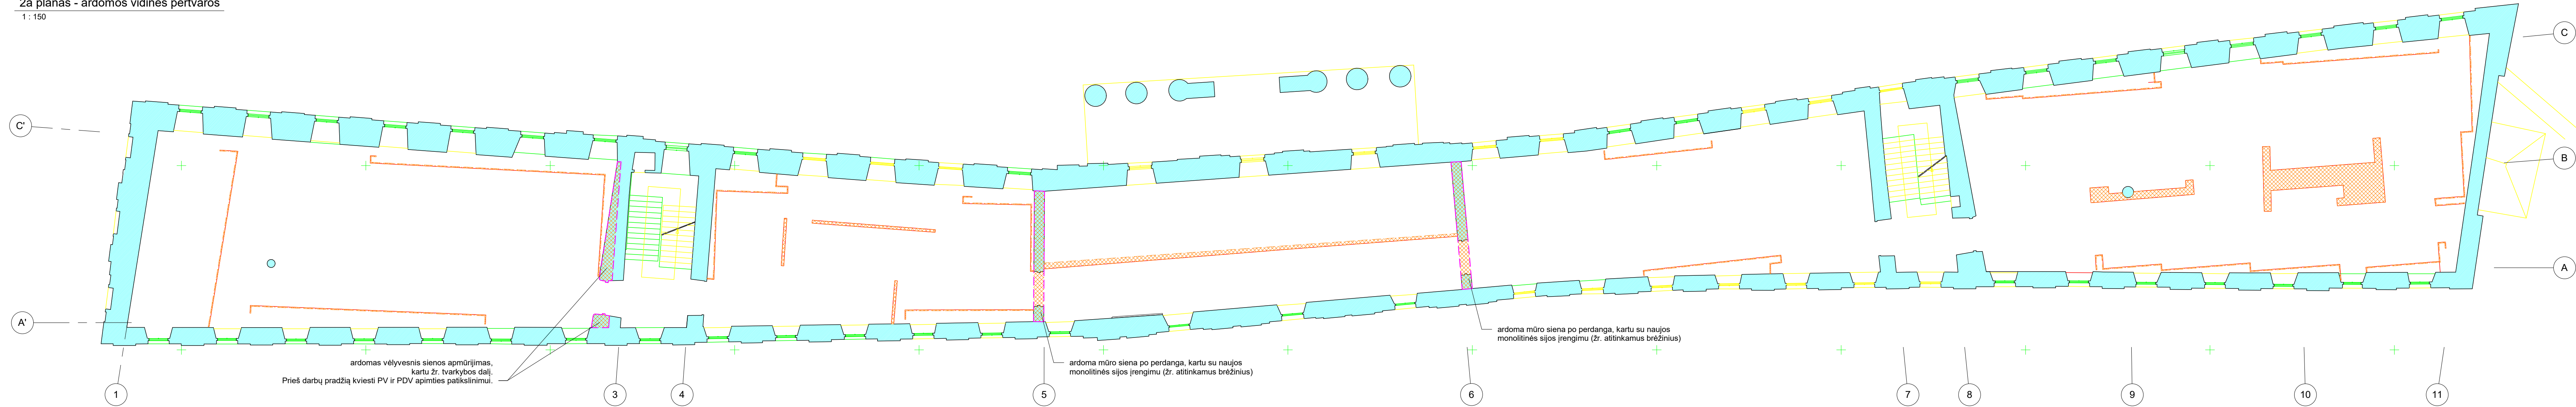 2a planas - ardomos vidinės pertvaros
1 : 150
C
C'
B
A
A'
ardoma mūro siena po perdanga, kartu su naujos
monolitinės sijos įrengimu (žr. atitinkamus brėžinius)
ardomas vėlyvesnis sienos apmūrijimas,
kartu žr. tvarkybos dalį.
Prieš darbų pradžią kviesti PV ir PDV apimties patikslinimui.
ardoma mūro siena po perdanga, kartu su naujos
monolitinės sijos įrengimu (žr. atitinkamus brėžinius)
1
3
4
5
6
7
8
9
10
11